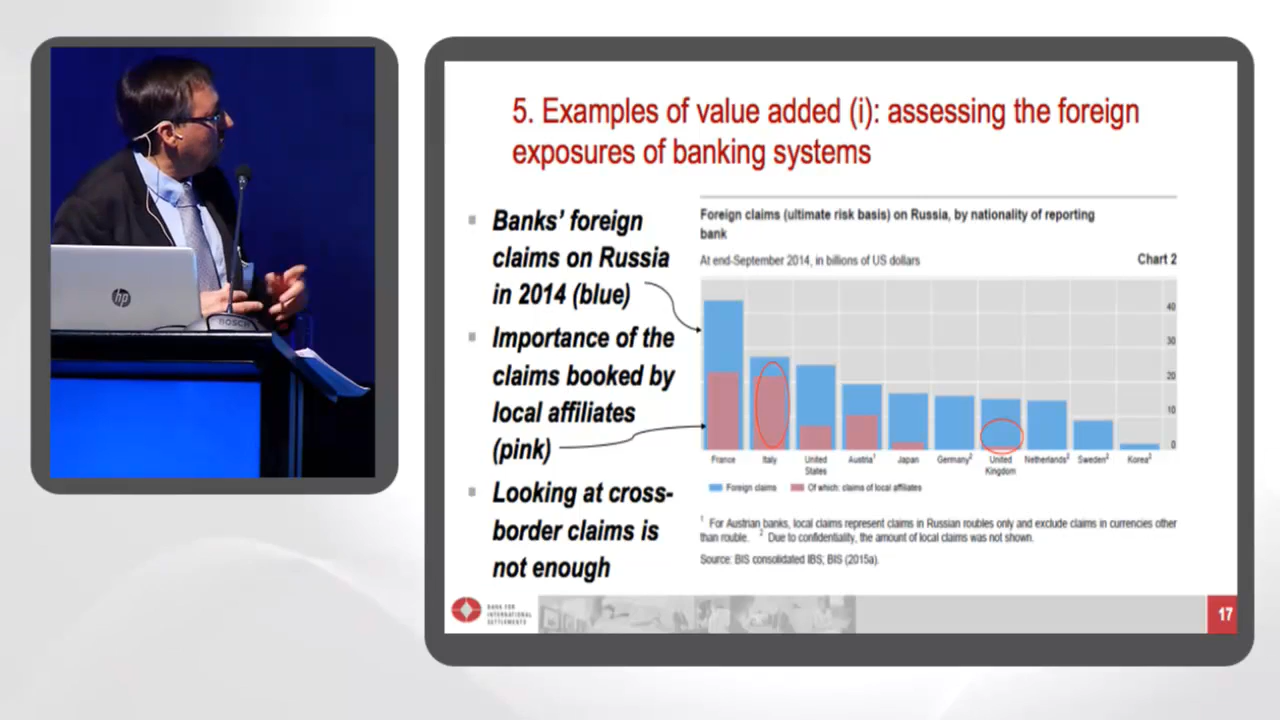 5. Examples of value added (i): assessing the foreign
exposures of banking systems
Banks' foreign
claims on Russia
in 2014 (blue)
Importance of the
claims booked by
local affiliates
(pink)
Looking at cross-
border claims is
not enough
Foreign claims (ultimate risk basis) on Russia, by nationality of reporting
bank
At end-September 2014, in billions of US dollars
Chart 2
40
30
20
10
0
France Italy United States Austria¹ Japan Germany² United Kingdom Netherlands² Sweden² Korea²
Foreign claims Of which: claims of local affiliates
¹ For Austrian banks, local claims represent claims in Russian roubles only and exclude claims in currencies other
than rouble. ² Due to confidentiality, the amount of local claims was not shown.
Source: BIS consolidated IBS; BIS (2015a).
BANK FOR
INTERNATIONAL
SETTLEMENTS
17
hp
BOSCH